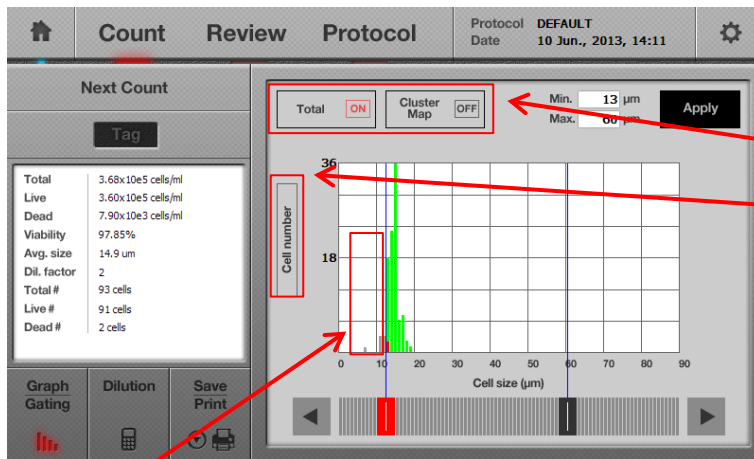 Count Review Protocol
Protocol DEFAULT
Date 10 Jun., 2013, 14:11
Next Count
Tag
Total 3.68x10e5 cells/ml
Live 3.60x10e5 cells/ml
Dead 7.90x10e3 cells/ml
Viability 97.85%
Avg. size 14.9 um
Dil. factor 2
Total # 93 cells
Live # 91 cells
Dead # 2 cells
Graph Gating
Dilution
Save Print
Total ON
Cluster Map OFF
Min. 13 μm
Max. 60 μm
Apply
36
Cell number
18
0 10 20 30 40 50 60 70 80 90
Cell size (μm)